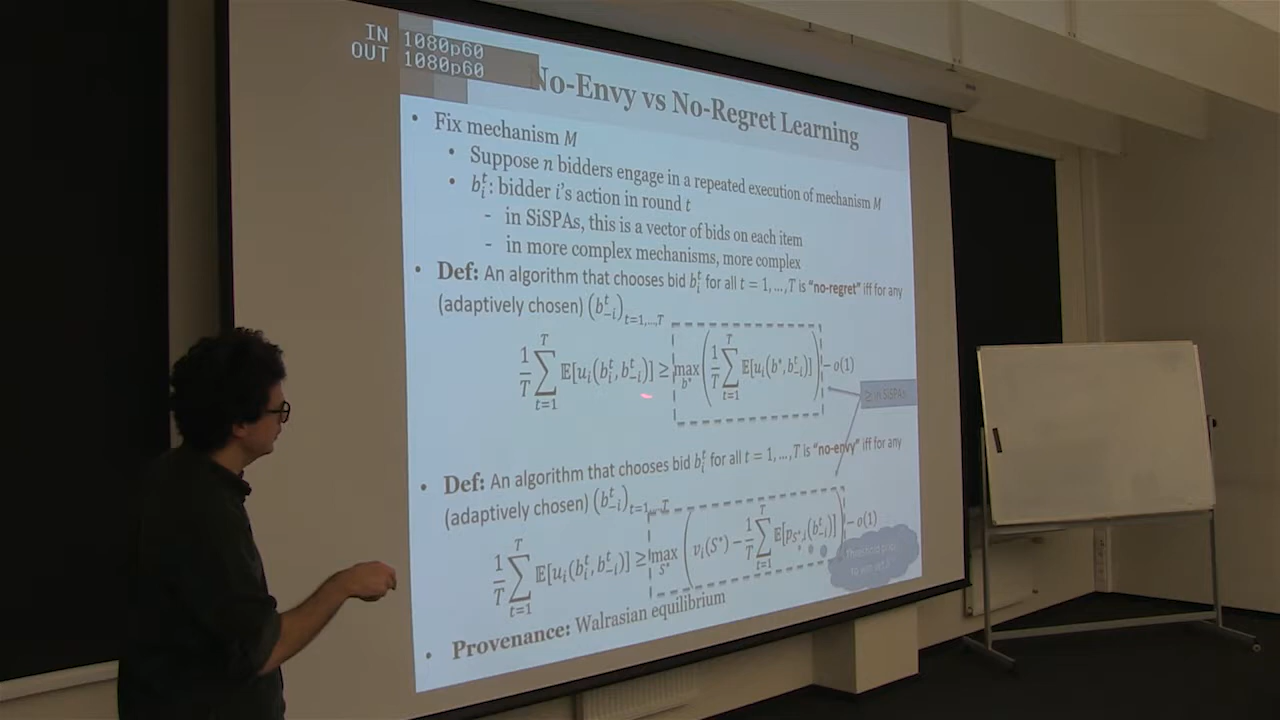 IN 1080p60
OUT 1080p60
No-Envy vs No-Regret Learning
• Fix mechanism M
• Suppose n bidders engage in a repeated execution of mechanism M
• b_i^t: bidder i's action in round t
- in SiSPAs, this is a vector of bids on each item
- in more complex mechanisms, more complex
• Def: An algorithm that chooses bid b_i^t for all t = 1, ..., T is "no-regret" iff for any
(adaptively chosen) (b_{-i}^t)_{t=1,...,T}
1/T ∑_{t=1}^T 𝔼[u_i(b_i^t, b_{-i}^t)] ≥ max_{b*} (1/T ∑_{t=1}^T 𝔼[u_i(b*, b_{-i}^t)]) − o(1)
≥ in SiSPAs
• Def: An algorithm that chooses bid b_i^t for all t = 1, ..., T is "no-envy" iff for any
(adaptively chosen) (b_{-i}^t)_{t=1,...,T}
1/T ∑_{t=1}^T 𝔼[u_i(b_i^t, b_{-i}^t)] ≥ max_{S*} (v_i(S*) − 1/T ∑_{t=1}^T 𝔼[p_{S*,i}(b_{-i}^t)]) − o(1)
• Provenance: Walrasian equilibrium